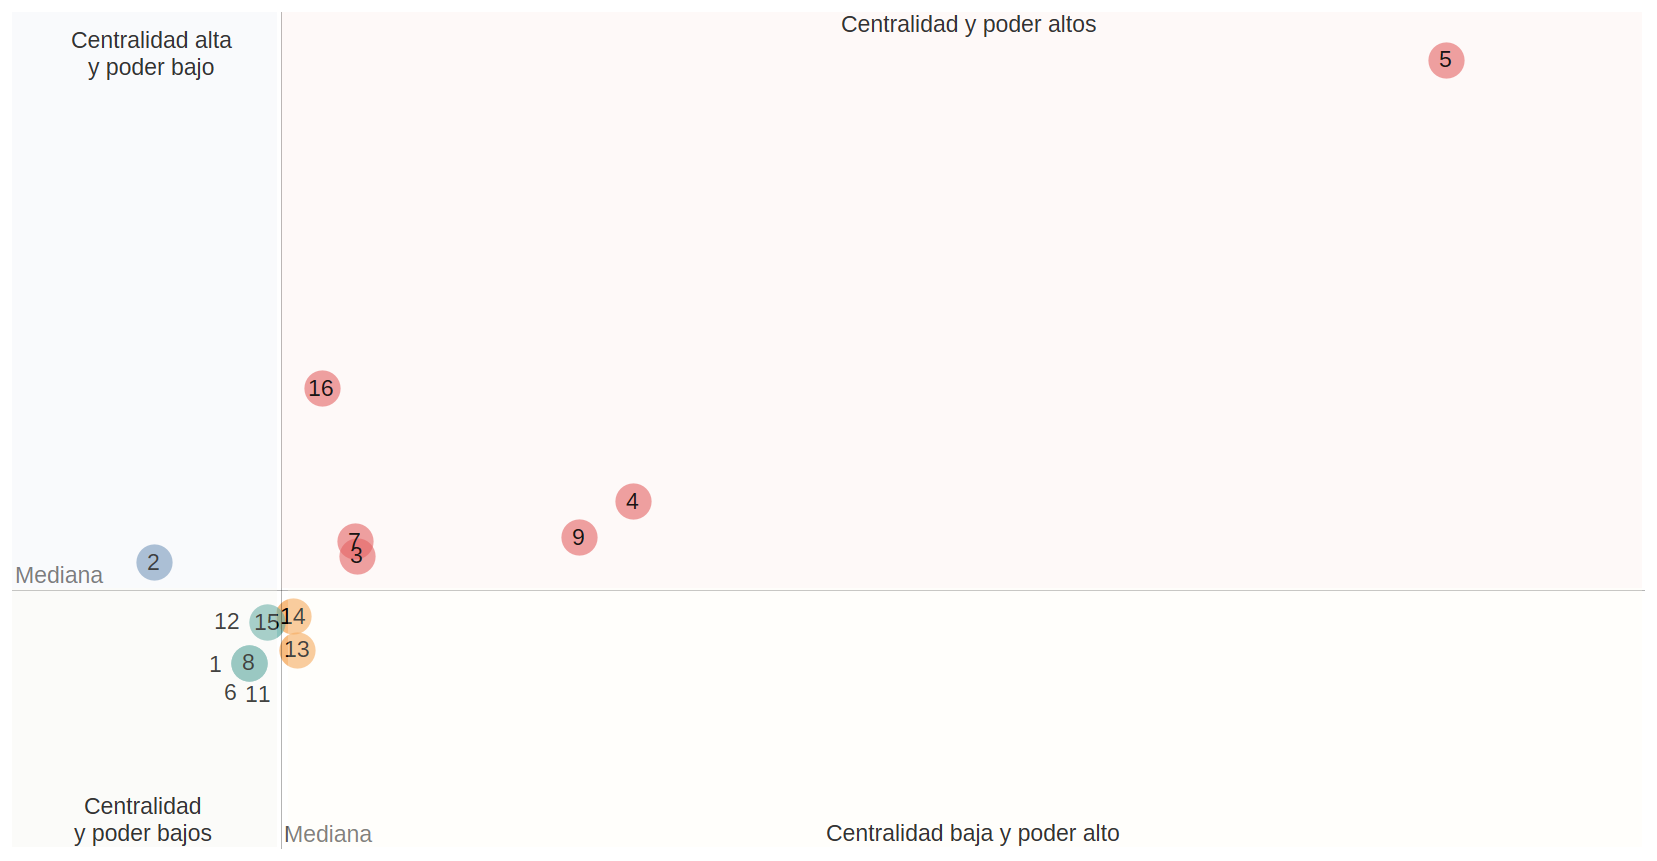 Centralidad y poder altos
Centralidad alta
y poder bajo
5
16
4
9
7
3
2
Mediana
12
15
14
13
1
8
6
11
Centralidad
y poder bajos
Mediana
Centralidad baja y poder alto